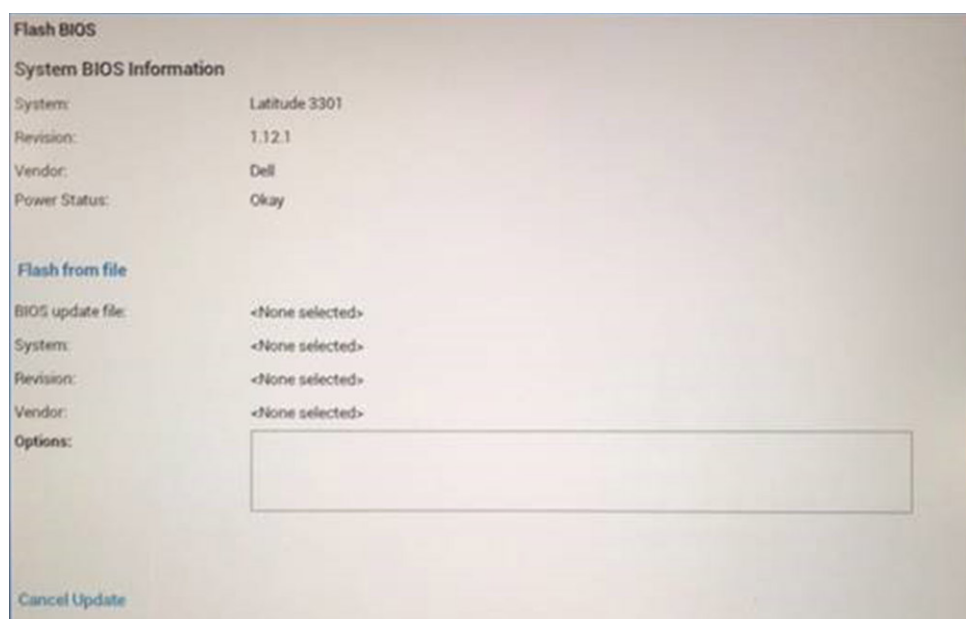 Flash BIOS
System BIOS Information
System: Latitude 3301
Revision: 1.12.1
Vendor: Dell
Power Status: Okay
Flash from file
BIOS update file: <None selected>
System: <None selected>
Revision: <None selected>
Vendor: <None selected>
Options:
Cancel Update